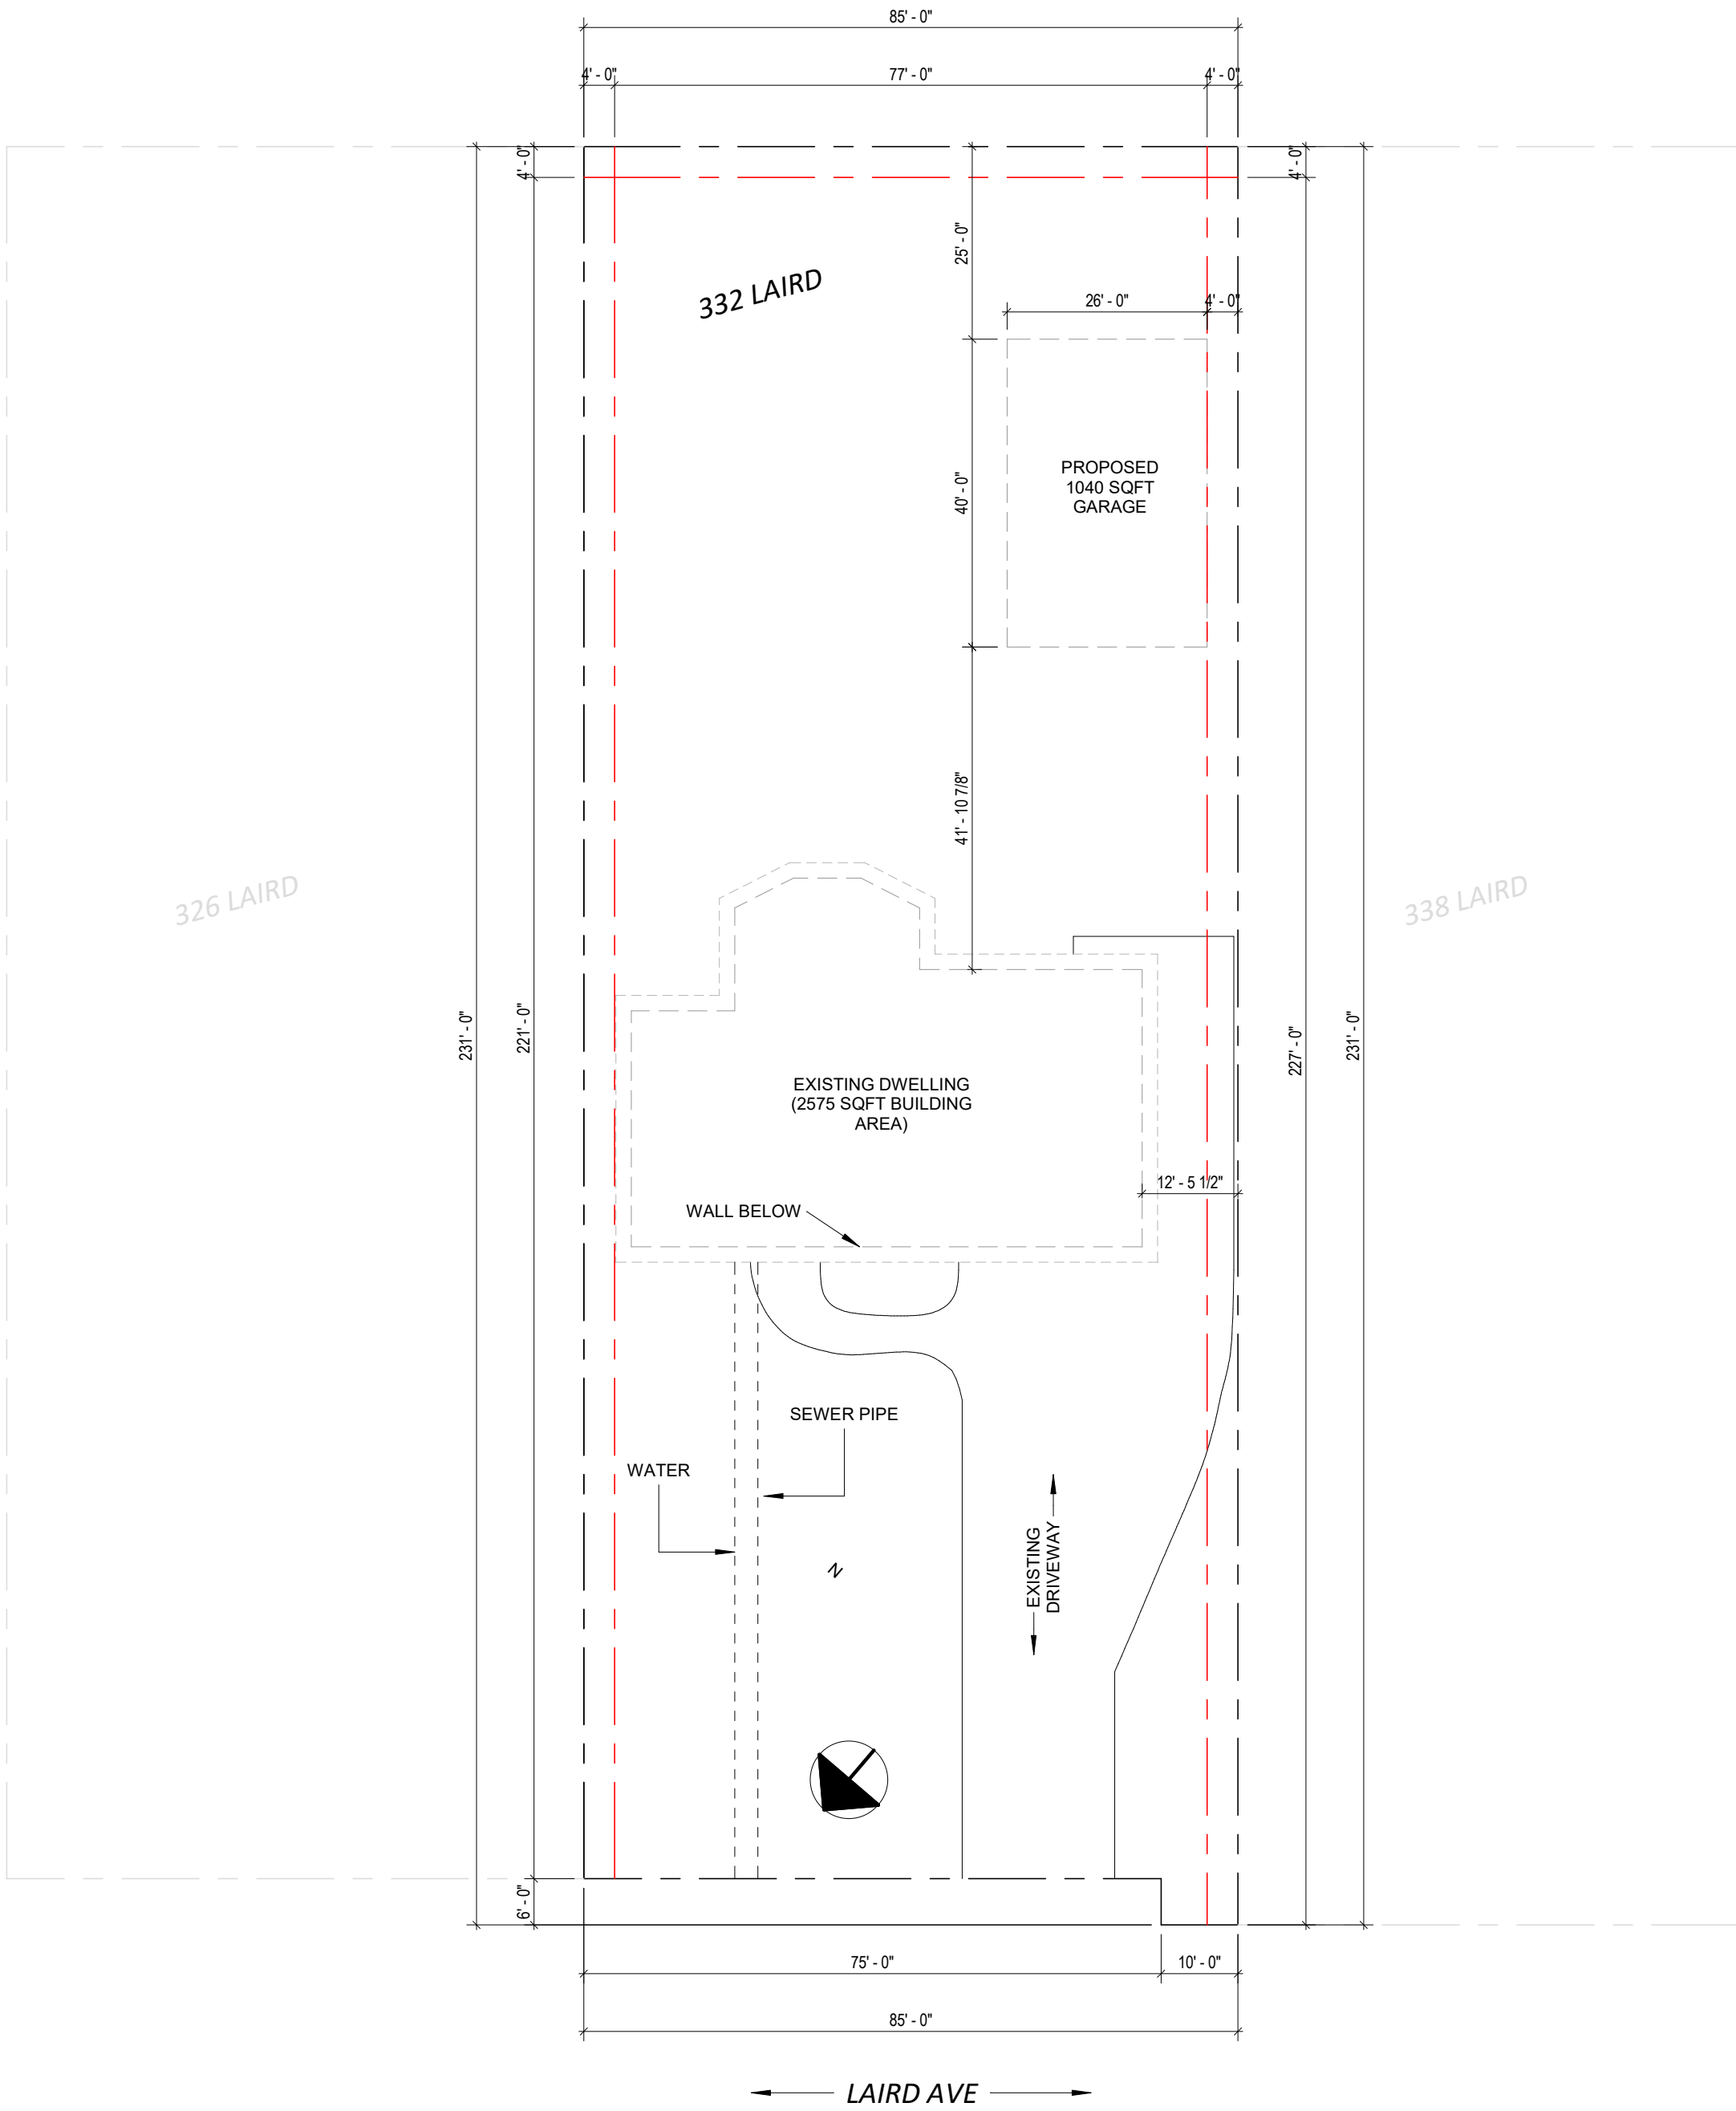 85' - 0"
4' - 0"
77' - 0"
4' - 0"
4' - 0"
4' - 0"
25' - 0"
332 LAIRD
26' - 0"
4' - 0"
40' - 0"
PROPOSED
1040 SQFT
GARAGE
41' - 10 7/8"
326 LAIRD
338 LAIRD
231' - 0"
221' - 0"
227' - 0"
231' - 0"
EXISTING DWELLING
(2575 SQFT BUILDING
AREA)
12' - 5 1/2"
WALL BELOW
SEWER PIPE
WATER
EXISTING
DRIVEWAY
N
6' - 0"
75' - 0"
10' - 0"
85' - 0"
LAIRD AVE